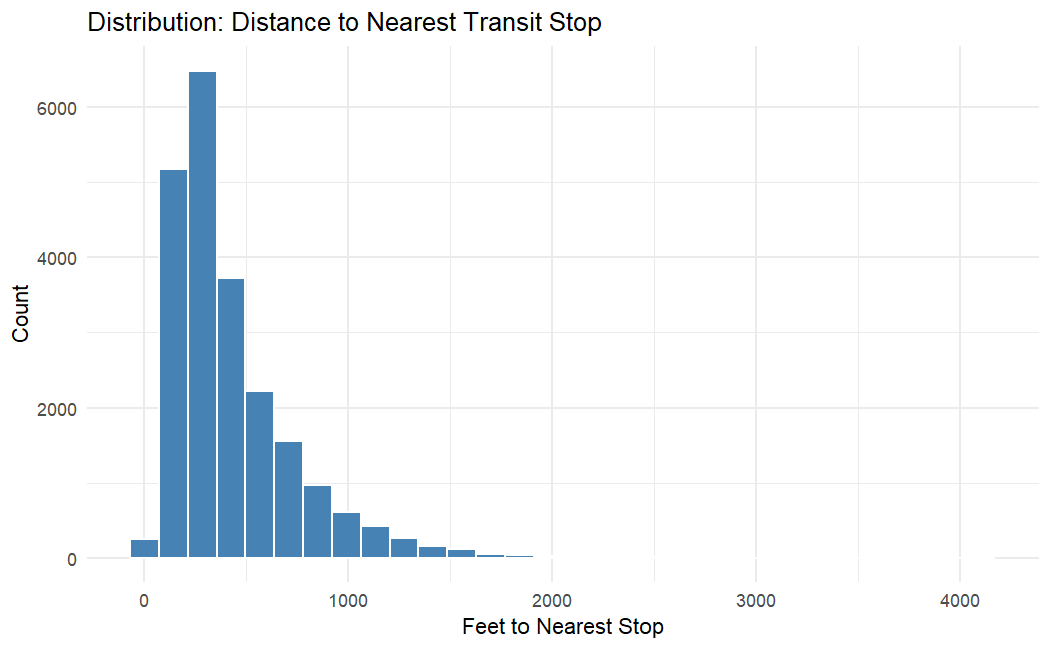 Distribution: Distance to Nearest Transit Stop
Count
6000
4000
2000
0
0 1000 2000 3000 4000
Feet to Nearest Stop